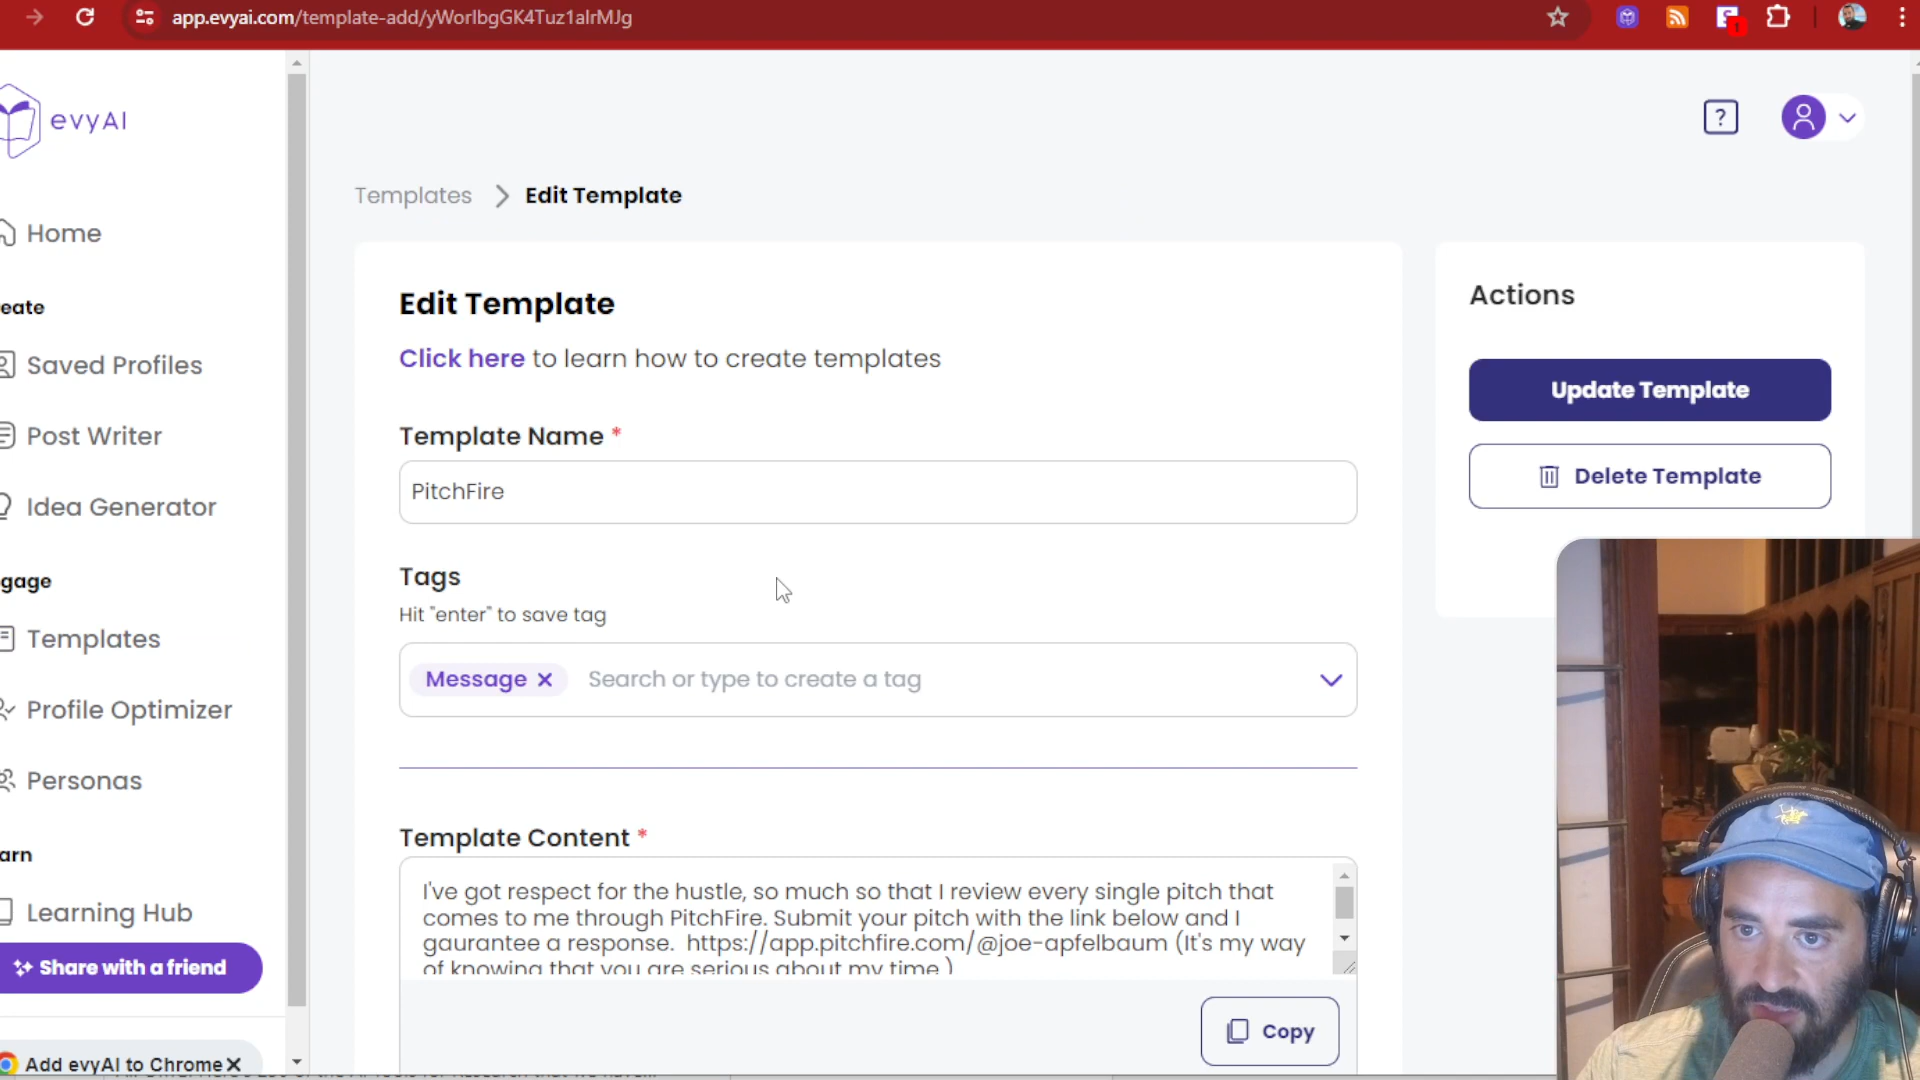 app.evyai.com/template-add/yWorIbgGK4Tuz1aIrMJg
1
evyAI
?
Templates > Edit Template
Home
eate
Saved Profiles
Post Writer
Idea Generator
gage
Templates
Profile Optimizer
Personas
arn
Learning Hub
Share with a friend
Add evyAI to Chrome
Edit Template
Click here to learn how to create templates
Template Name *
PitchFire
Tags
Hit "enter" to save tag
Message × Search or type to create a tag
Template Content *
I've got respect for the hustle, so much so that I review every single pitch that
comes to me through PitchFire. Submit your pitch with the link below and I
gaurantee a response. https://app.pitchfire.com/@joe-apfelbaum (It's my way
of knowing that you are serious about my time.)
Copy
Actions
Update Template
Delete Template